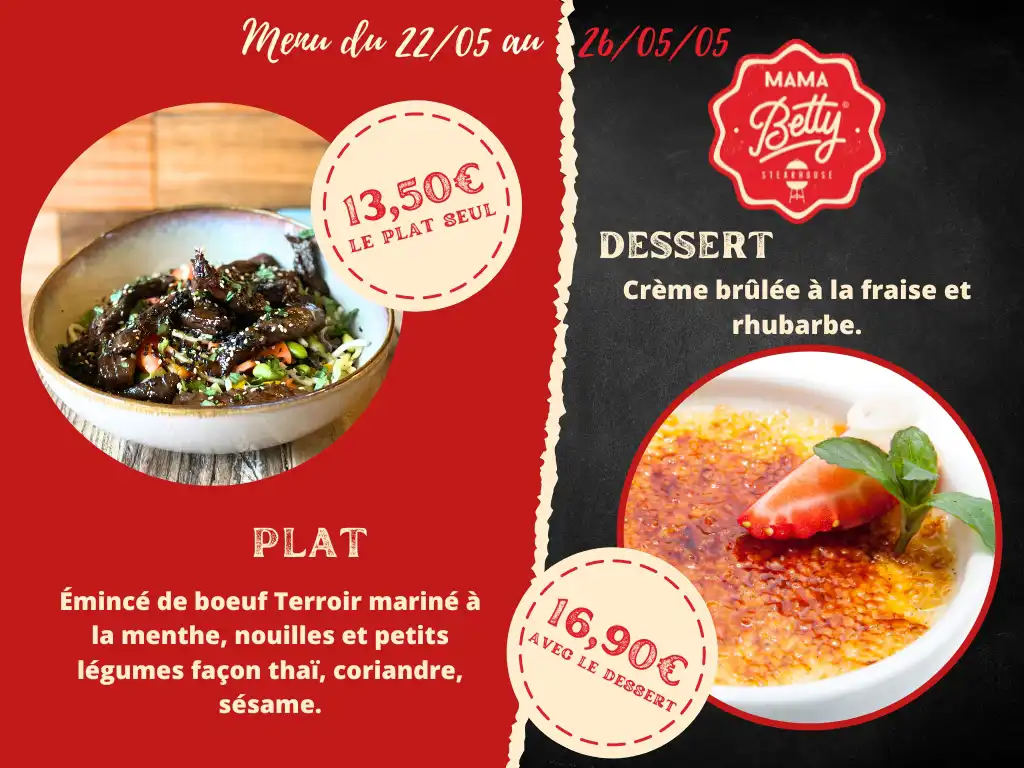 Menu du 22/05 au 26/05/05
MAMA
Betty
STEAKHOUSE
13,50€
LE PLAT SEUL
DESSERT
Crème brûlée à la fraise et
rhubarbe.
PLAT
Émincé de boeuf Terroir mariné à
la menthe, nouilles et petits
légumes façon thaï, coriandre,
sésame.
16,90€
AVEC LE DESSERT